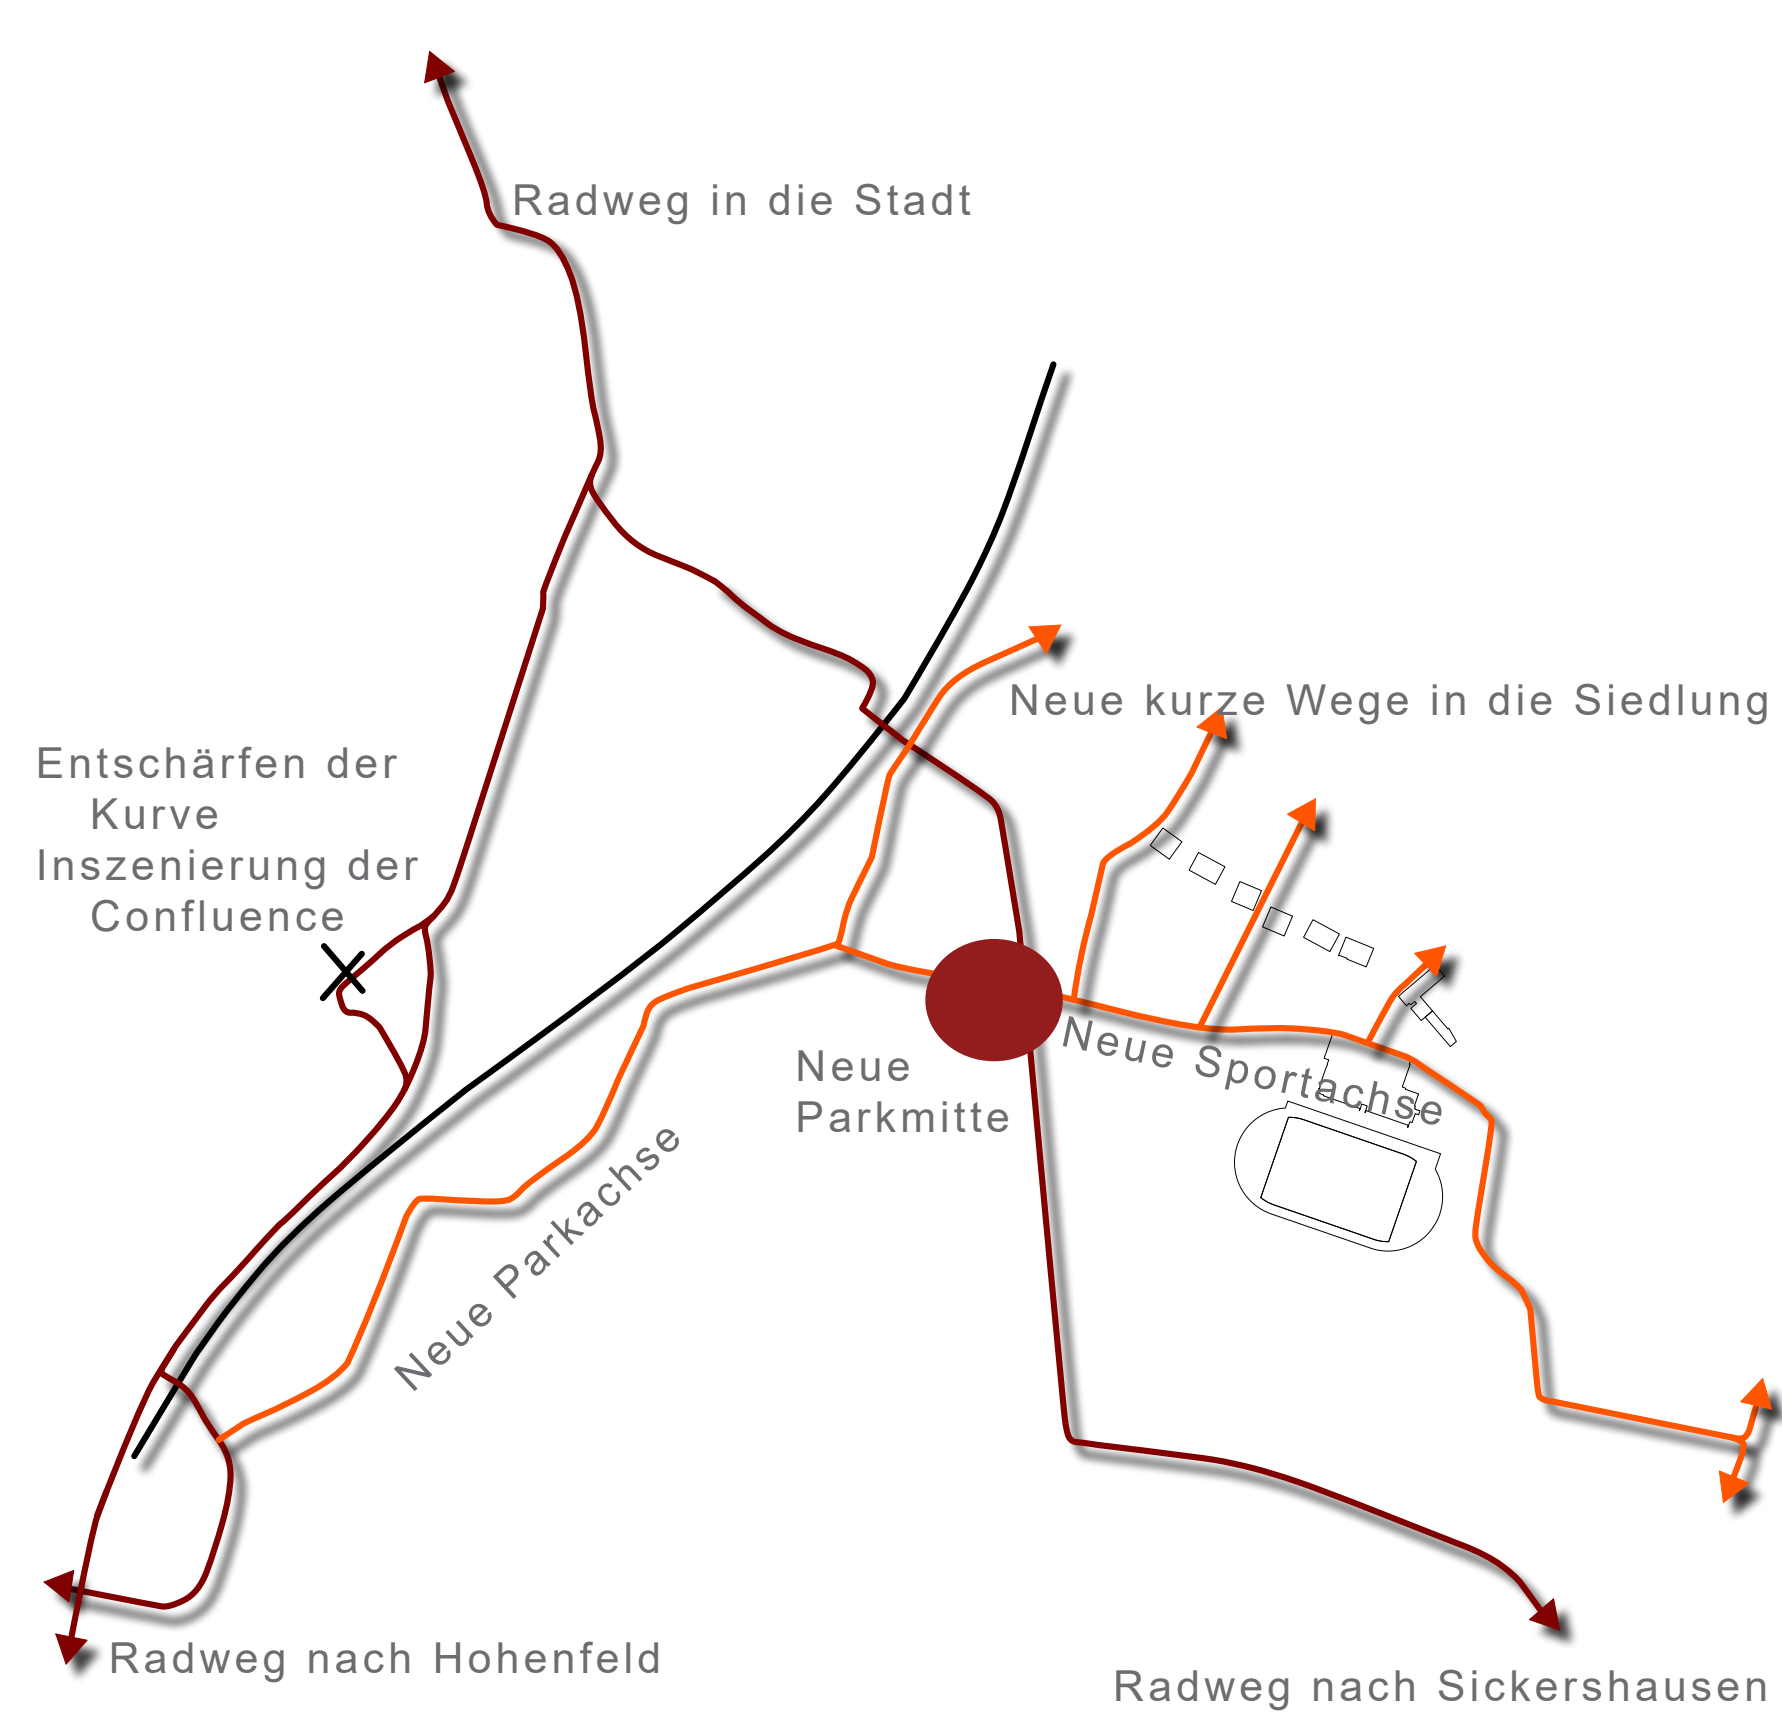 Radweg in die Stadt
Neue kurze Wege in die Siedlung
Entschärfen der
Kurve
Inszenierung der
Confluence
Neue Sportachse
Neue
Parkmitte
Neue Parkachse
Radweg nach Hohenfeld
Radweg nach Sickershausen